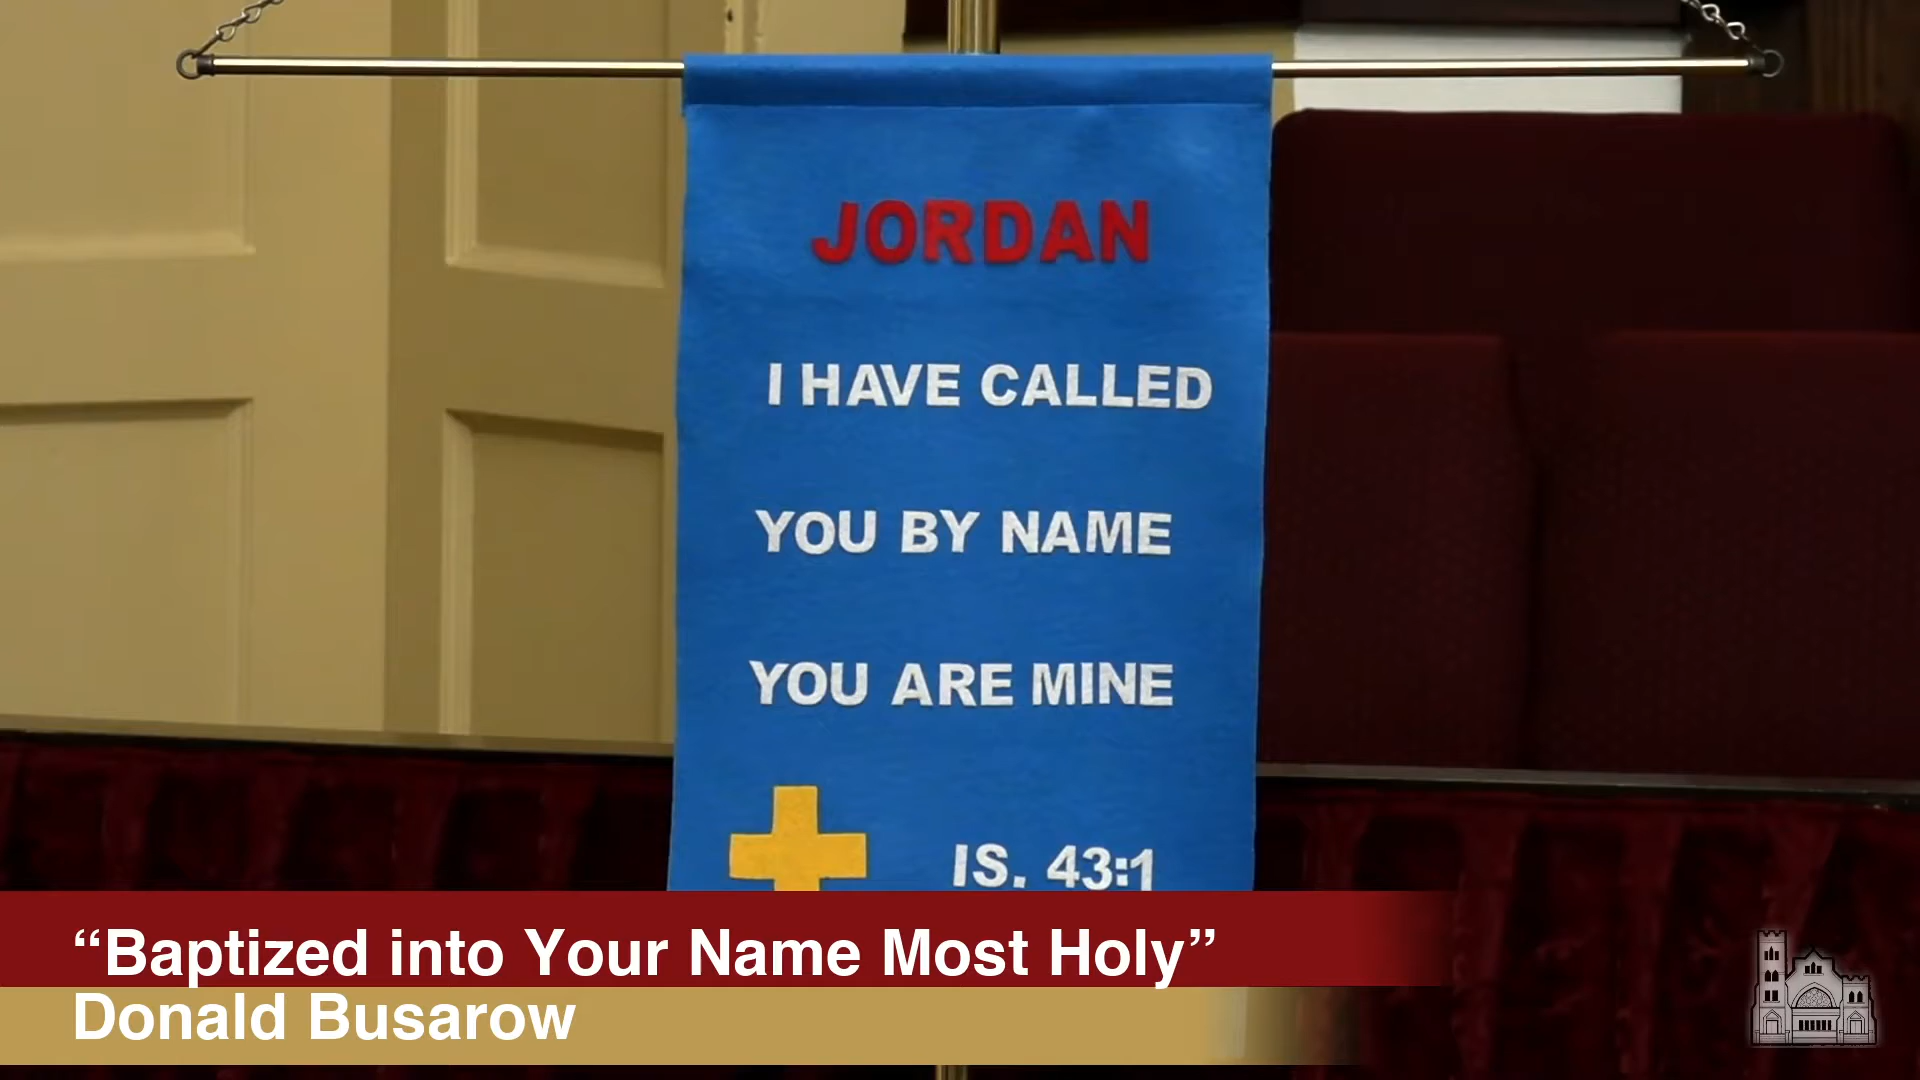 JORDAN
I HAVE CALLED
YOU BY NAME
YOU ARE MINE
IS. 43:1
“Baptized into Your Name Most Holy”
Donald Busarow